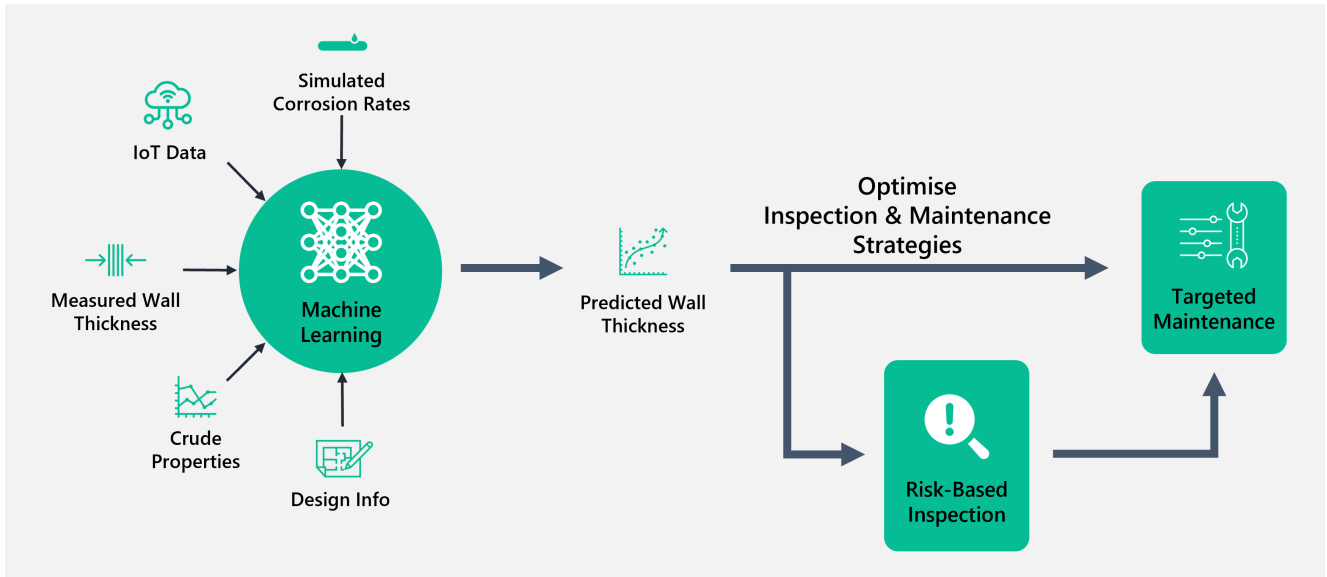 Simulated
Corrosion Rates
IoT Data
Measured Wall
Thickness
Crude
Properties
Design Info
Machine
Learning
Predicted Wall
Thickness
Optimise
Inspection & Maintenance
Strategies
Risk-Based
Inspection
Targeted
Maintenance